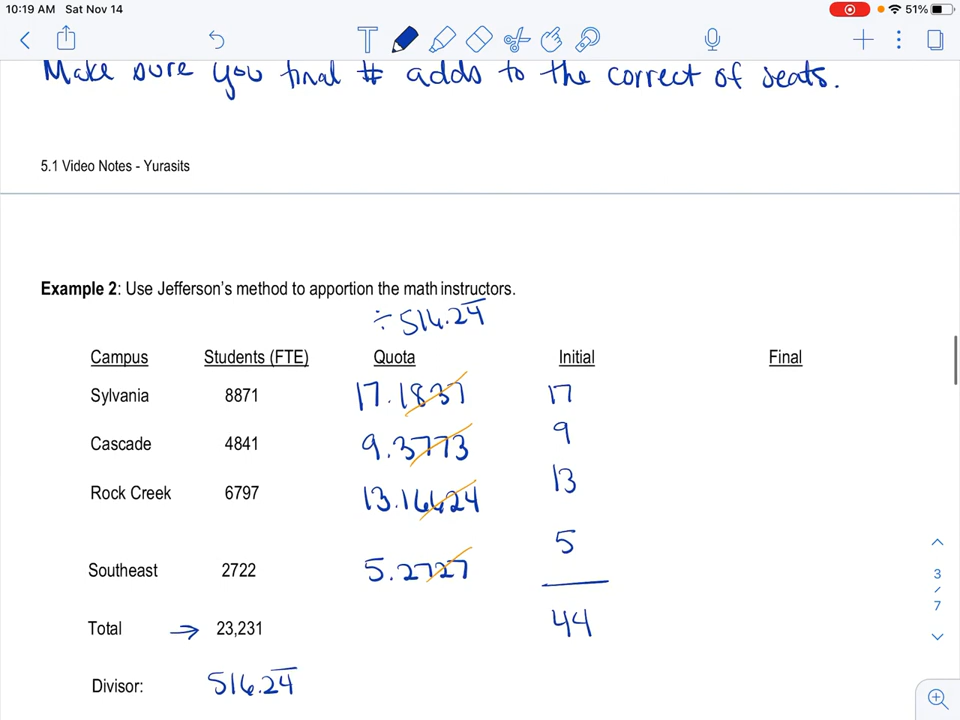 10:19 AM Sat Nov 14 51%
Make sure you final # adds to the correct of seats.
5.1 Video Notes - Yurasits
Example 2: Use Jefferson's method to apportion the math instructors.
÷ 516.24̅
Campus Students (FTE) Quota Initial Final
Sylvania 8871 17.1837 17
Cascade 4841 9.3773 9
Rock Creek 6797 13.16624 13
Southeast 2722 5.2727 5
Total → 23,231 44
Divisor: 516.24̅
3
/
7